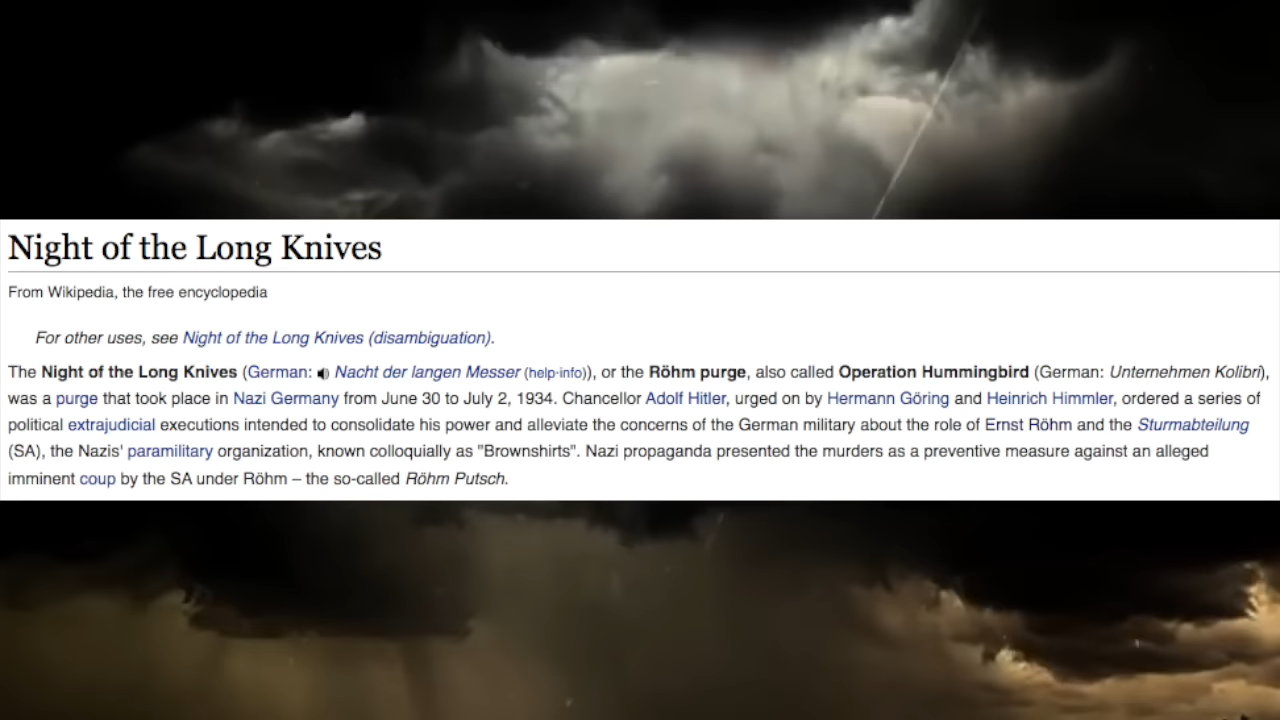 Night of the Long Knives
From Wikipedia, the free encyclopedia
For other uses, see Night of the Long Knives (disambiguation).
The Night of the Long Knives (German: Nacht der langen Messer (help·info)), or the Röhm purge, also called Operation Hummingbird (German: Unternehmen Kolibri),
was a purge that took place in Nazi Germany from June 30 to July 2, 1934. Chancellor Adolf Hitler, urged on by Hermann Göring and Heinrich Himmler, ordered a series of
political extrajudicial executions intended to consolidate his power and alleviate the concerns of the German military about the role of Ernst Röhm and the Sturmabteilung
(SA), the Nazis' paramilitary organization, known colloquially as "Brownshirts". Nazi propaganda presented the murders as a preventive measure against an alleged
imminent coup by the SA under Röhm – the so-called Röhm Putsch.